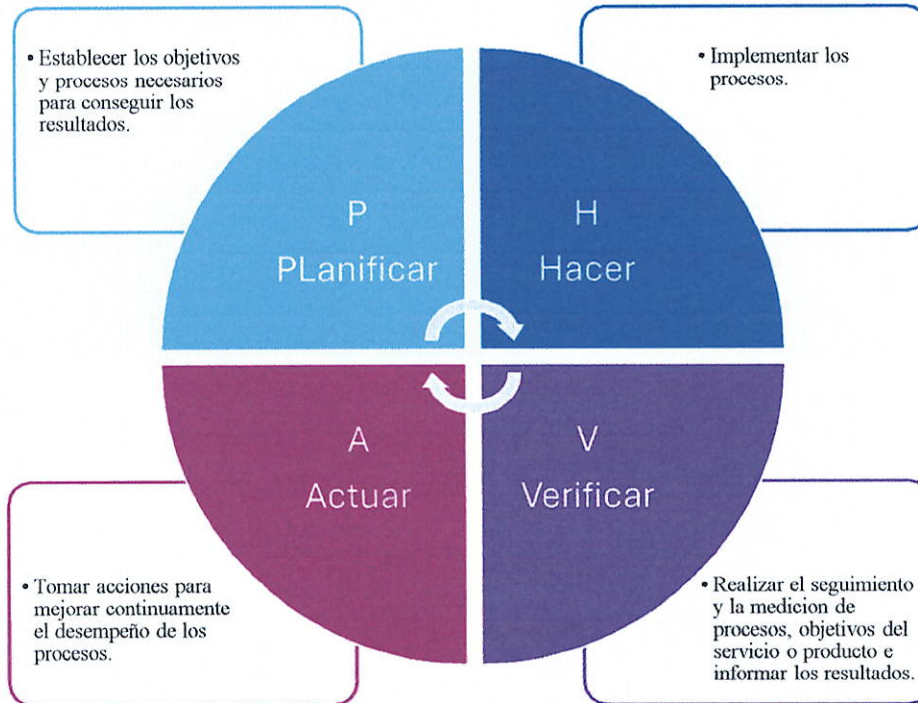 • Establecer los objetivos
y procesos necesarios
para conseguir los
resultados.
• Implementar los
procesos.
P
PLanificar
H
Hacer
A
Actuar
V
Verificar
• Tomar acciones para
mejorar continuamente
el desempeño de los
procesos.
• Realizar el seguimiento
y la medicion de
procesos, objetivos del
servicio o producto e
informar los resultados.